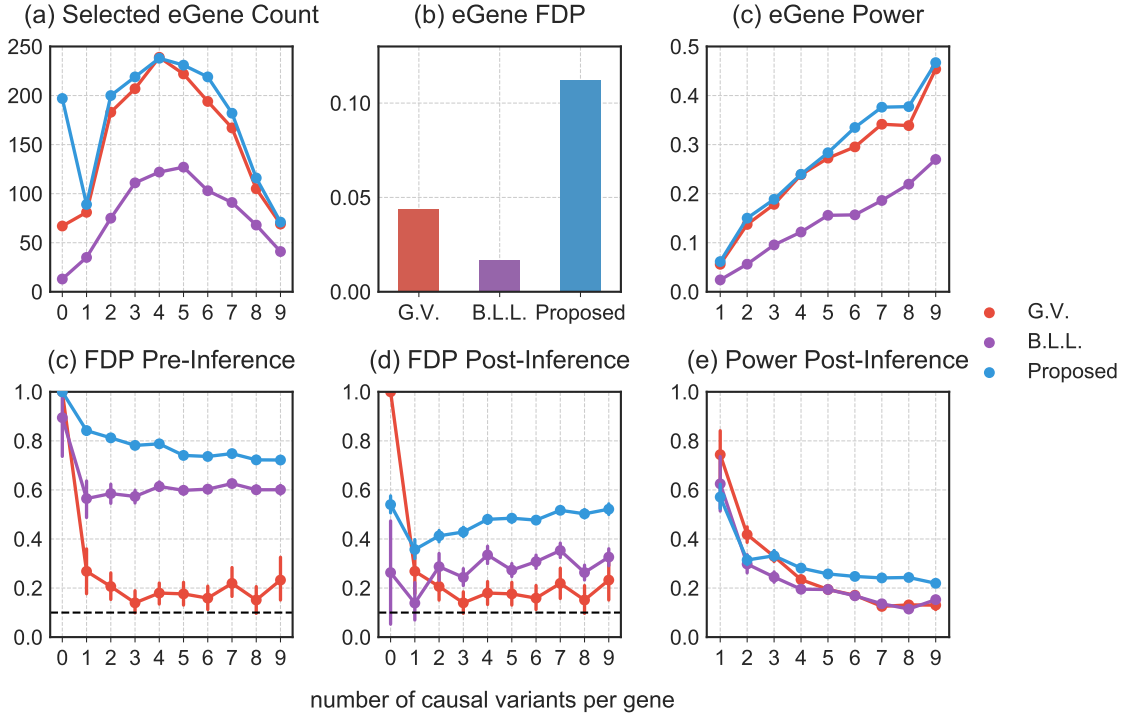 (a) Selected eGene Count
(b) eGene FDP
(c) eGene Power
250
200
150
100
50
0
0 1 2 3 4 5 6 7 8 9
0.10
0.05
0.00
G.V. B.L.L. Proposed
0.5
0.4
0.3
0.2
0.1
0.0
1 2 3 4 5 6 7 8 9
G.V.
B.L.L.
Proposed
(c) FDP Pre-Inference
(d) FDP Post-Inference
(e) Power Post-Inference
1.0
0.8
0.6
0.4
0.2
0.0
0 1 2 3 4 5 6 7 8 9
1.0
0.8
0.6
0.4
0.2
0.0
0 1 2 3 4 5 6 7 8 9
1.0
0.8
0.6
0.4
0.2
0.0
1 2 3 4 5 6 7 8 9
number of causal variants per gene